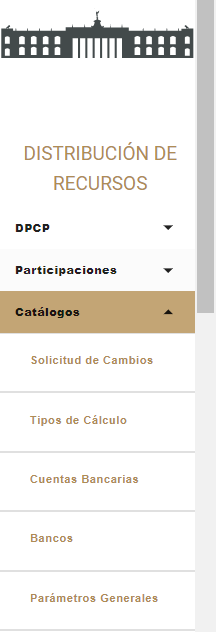 DISTRIBUCIÓN DE
RECURSOS
DPCP
Participaciones
Catálogos
Solicitud de Cambios
Tipos de Cálculo
Cuentas Bancarias
Bancos
Parámetros Generales